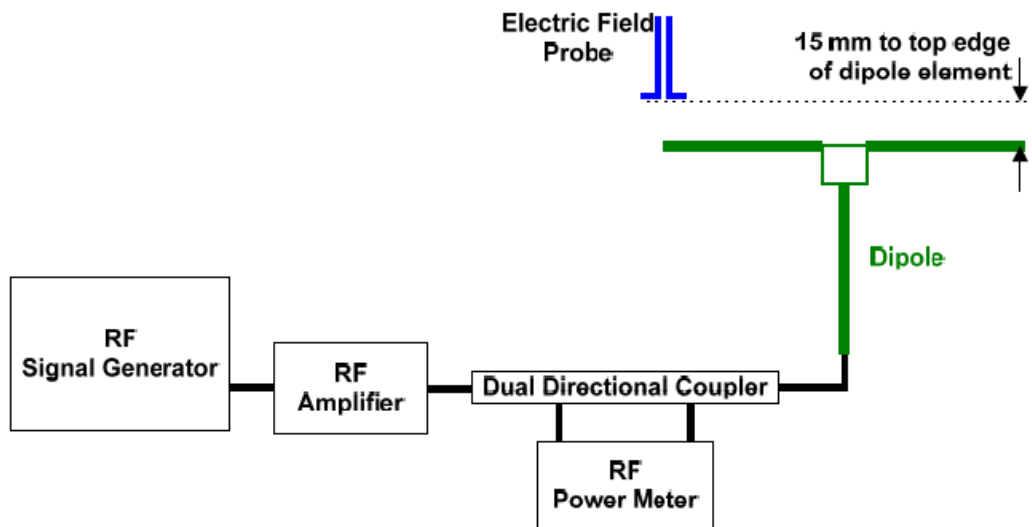 Electric Field
Probe
15 mm to top edge
of dipole element
Dipole
RF
Signal Generator
RF
Amplifier
Dual Directional Coupler
RF
Power Meter